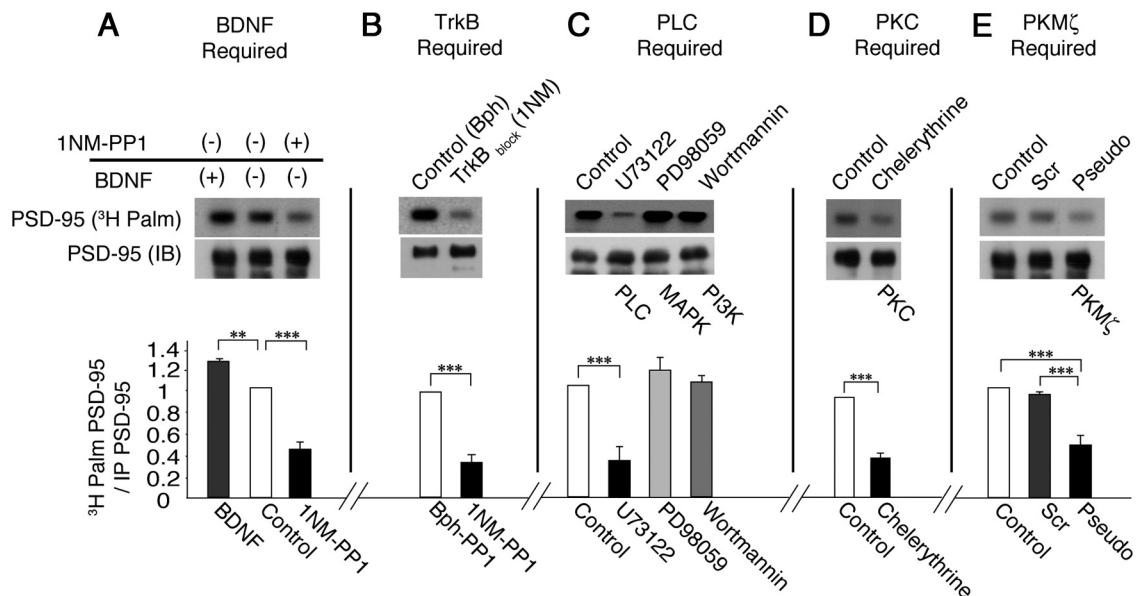 A BDNF Required
B TrkB Required
C PLC Required
D PKC Required
E PKMζ Required
1NM-PP1 (-) (-) (+)
BDNF (+) (-) (-)
Control (Bph)
TrkB block (1NM)
Control
U73122
PD98059
Wortmannin
Control
Chelerythrine
Control
Scr
Pseudo
PSD-95 (³H Palm)
PSD-95 (IB)
PLC
MAPK
PI3K
PKC
PKMζ
³H Palm PSD-95
/ IP PSD-95
1.4
1.2
1
0.8
0.6
0.4
0.2
0
** ***
***
***
***
***
***
BDNF
Control
1NM-PP1
Bph-PP1
1NM-PP1
Control
U73122
PD98059
Wortmannin
Control
Chelerythrine
Control
Scr
Pseudo